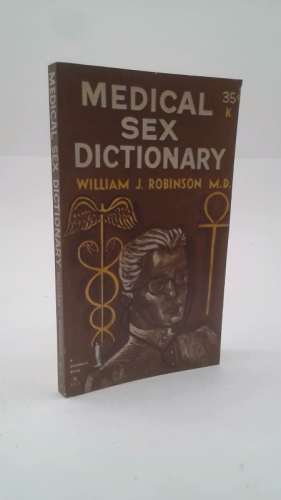 MEDICAL
SEX
DICTIONARY
35¢
K
WILLIAM J. ROBINSON M.D.
MEDICAL SEX DICTIONARY